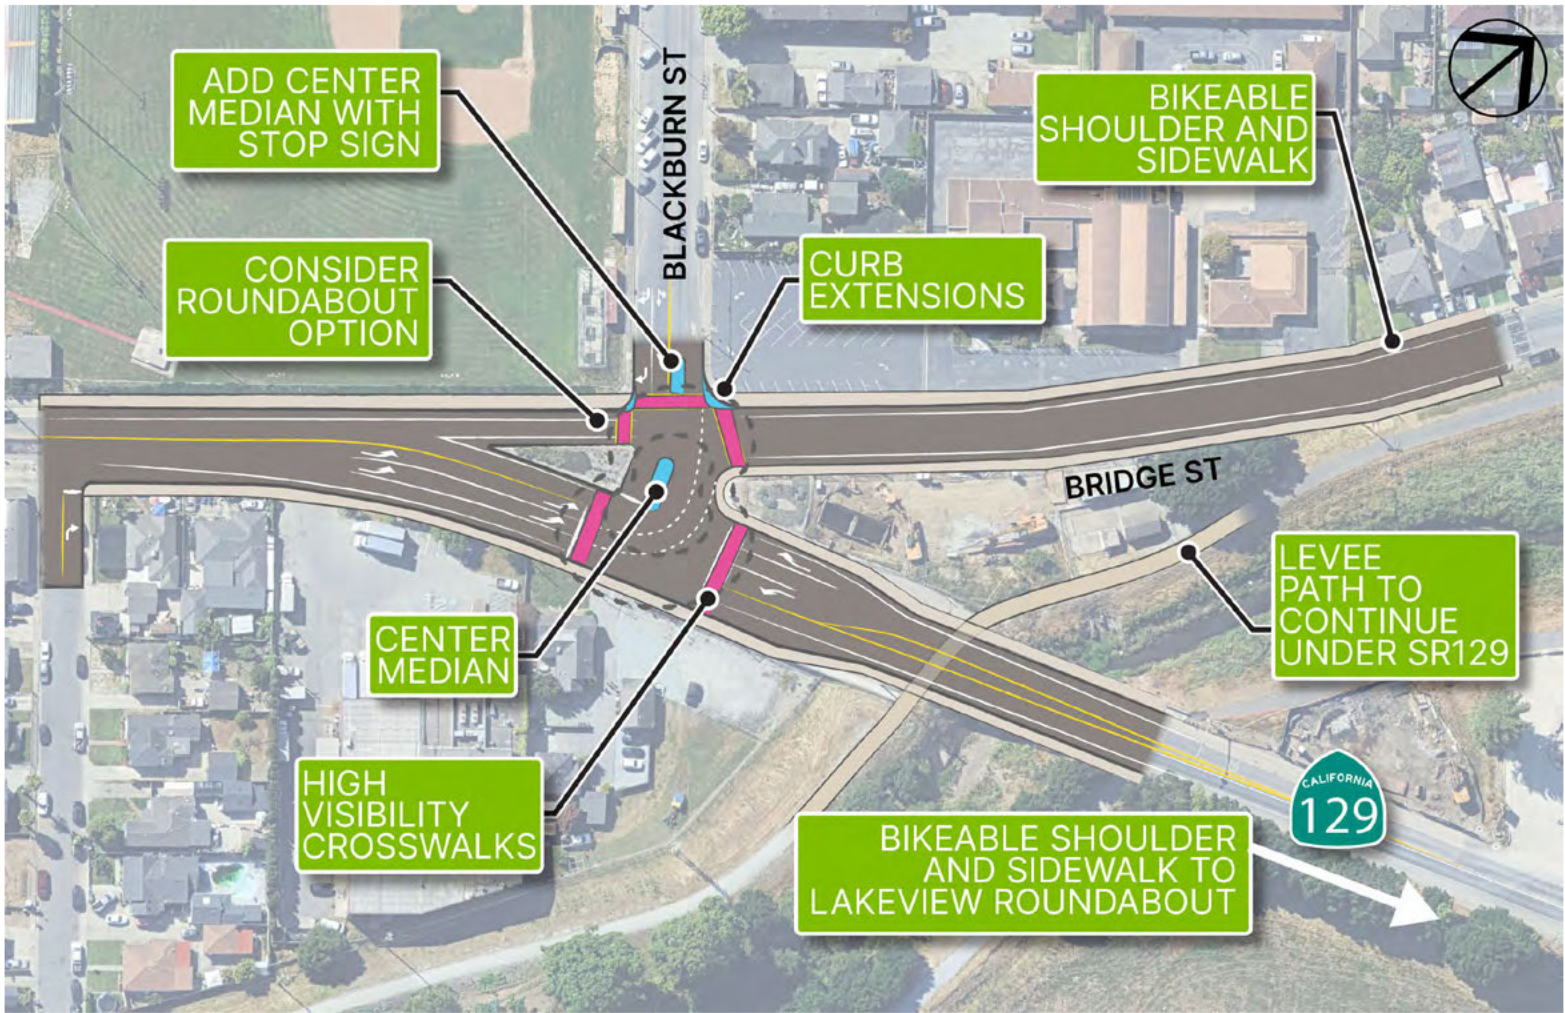 ADD CENTER
MEDIAN WITH
STOP SIGN
BLACKBURN ST
BIKEABLE
SHOULDER AND
SIDEWALK
CONSIDER
ROUNDABOUT
OPTION
CURB
EXTENSIONS
BRIDGE ST
LEVEE
PATH TO
CONTINUE
UNDER SR129
CENTER
MEDIAN
HIGH
VISIBILITY
CROSSWALKS
CALIFORNIA
129
BIKEABLE SHOULDER
AND SIDEWALK TO
LAKEVIEW ROUNDABOUT